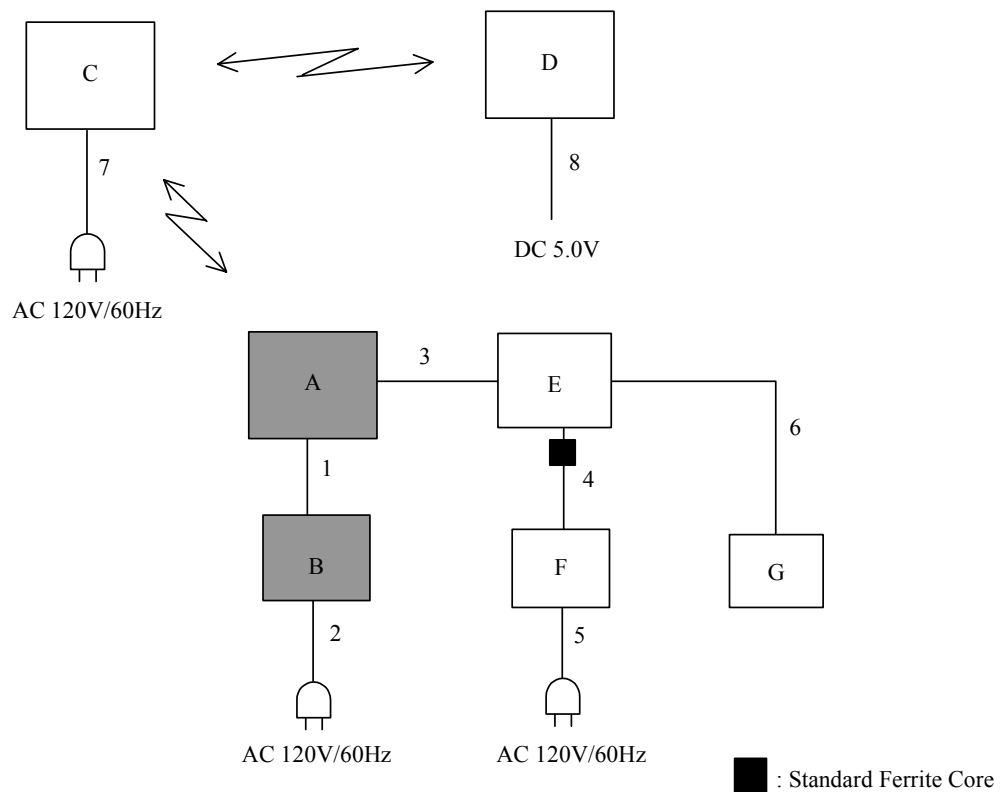 C
D
7
8
DC 5.0V
AC 120V/60Hz
A
3
E
6
1
4
B
F
G
2
5
AC 120V/60Hz
AC 120V/60Hz
: Standard Ferrite Core